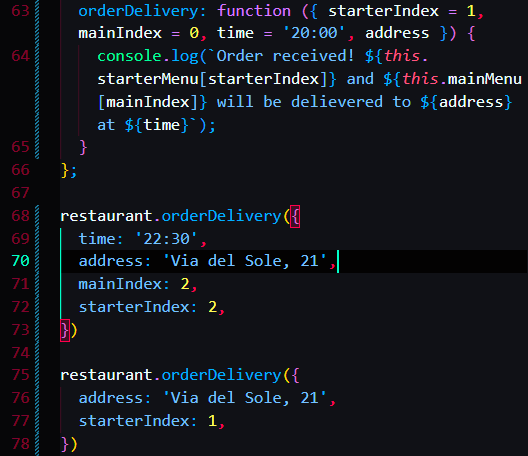 63 orderDelivery: function ({ starterIndex = 1,
mainIndex = 0, time = '20:00', address }) {
64 console.log(`Order received! ${this.
starterMenu[starterIndex]} and ${this.mainMenu
[mainIndex]} will be delievered to ${address}
at ${time}`);
65 }
66 };
67
68 restaurant.orderDelivery({
69 time: '22:30',
70 address: 'Via del Sole, 21',
71 mainIndex: 2,
72 starterIndex: 2,
73 })
74
75 restaurant.orderDelivery({
76 address: 'Via del Sole, 21',
77 starterIndex: 1,
78 })